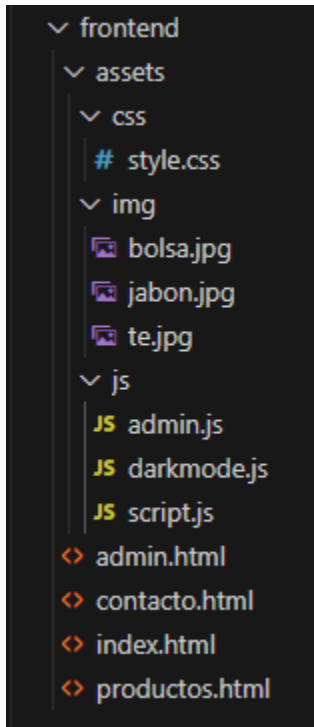 frontend
assets
css
# style.css
img
bolsa.jpg
jabon.jpg
te.jpg
js
JS admin.js
JS darkmode.js
JS script.js
<> admin.html
<> contacto.html
<> index.html
<> productos.html